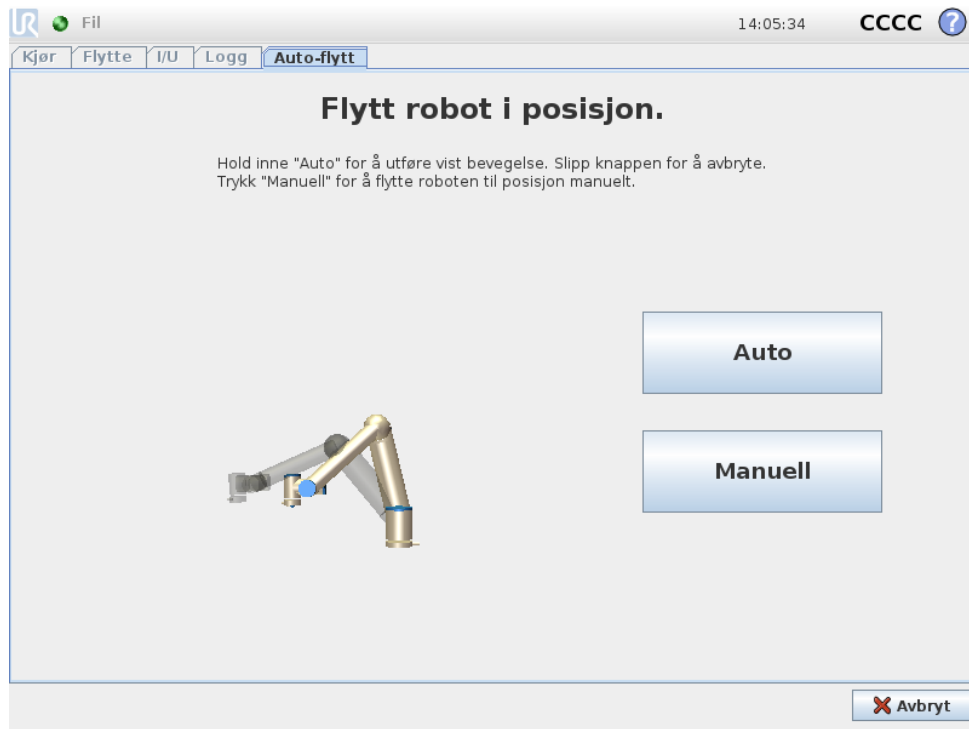 UR Fil 14:05:34 CCCC ?
Kjør Flytte I/U Logg Auto-flytt
Flytt robot i posisjon.
Hold inne "Auto" for å utføre vist bevegelse. Slipp knappen for å avbryte.
Trykk "Manuell" for å flytte roboten til posisjon manuelt.
Auto
Manuell
Avbryt